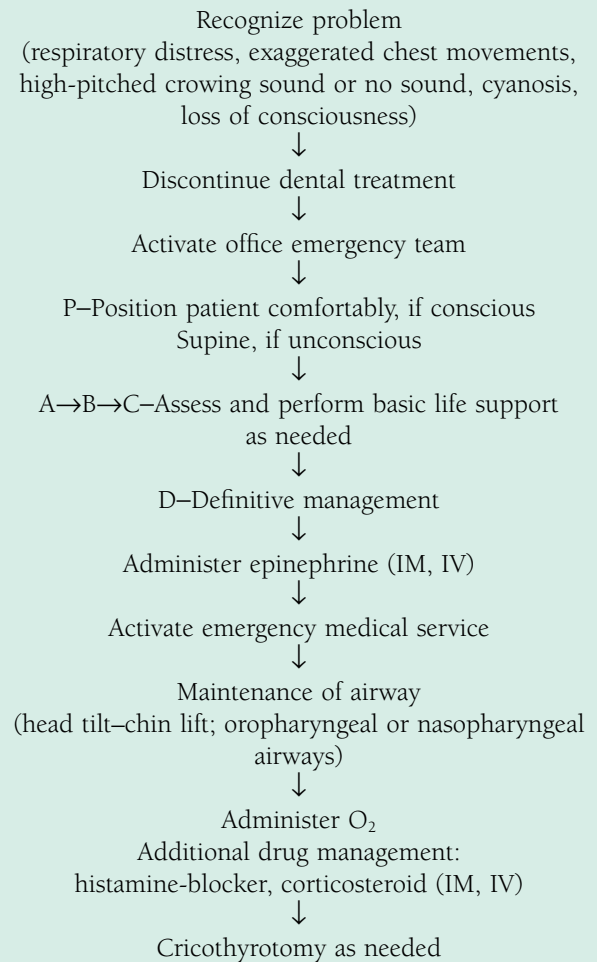 Recognize problem
(respiratory distress, exaggerated chest movements,
high-pitched crowing sound or no sound, cyanosis,
loss of consciousness)
↓
Discontinue dental treatment
↓
Activate office emergency team
↓
P–Position patient comfortably, if conscious
Supine, if unconscious
↓
A→B→C–Assess and perform basic life support
as needed
↓
D–Definitive management
↓
Administer epinephrine (IM, IV)
↓
Activate emergency medical service
↓
Maintenance of airway
(head tilt–chin lift; oropharyngeal or nasopharyngeal
airways)
↓
Administer O₂
Additional drug management:
histamine-blocker, corticosteroid (IM, IV)
↓
Cricothyrotomy as needed